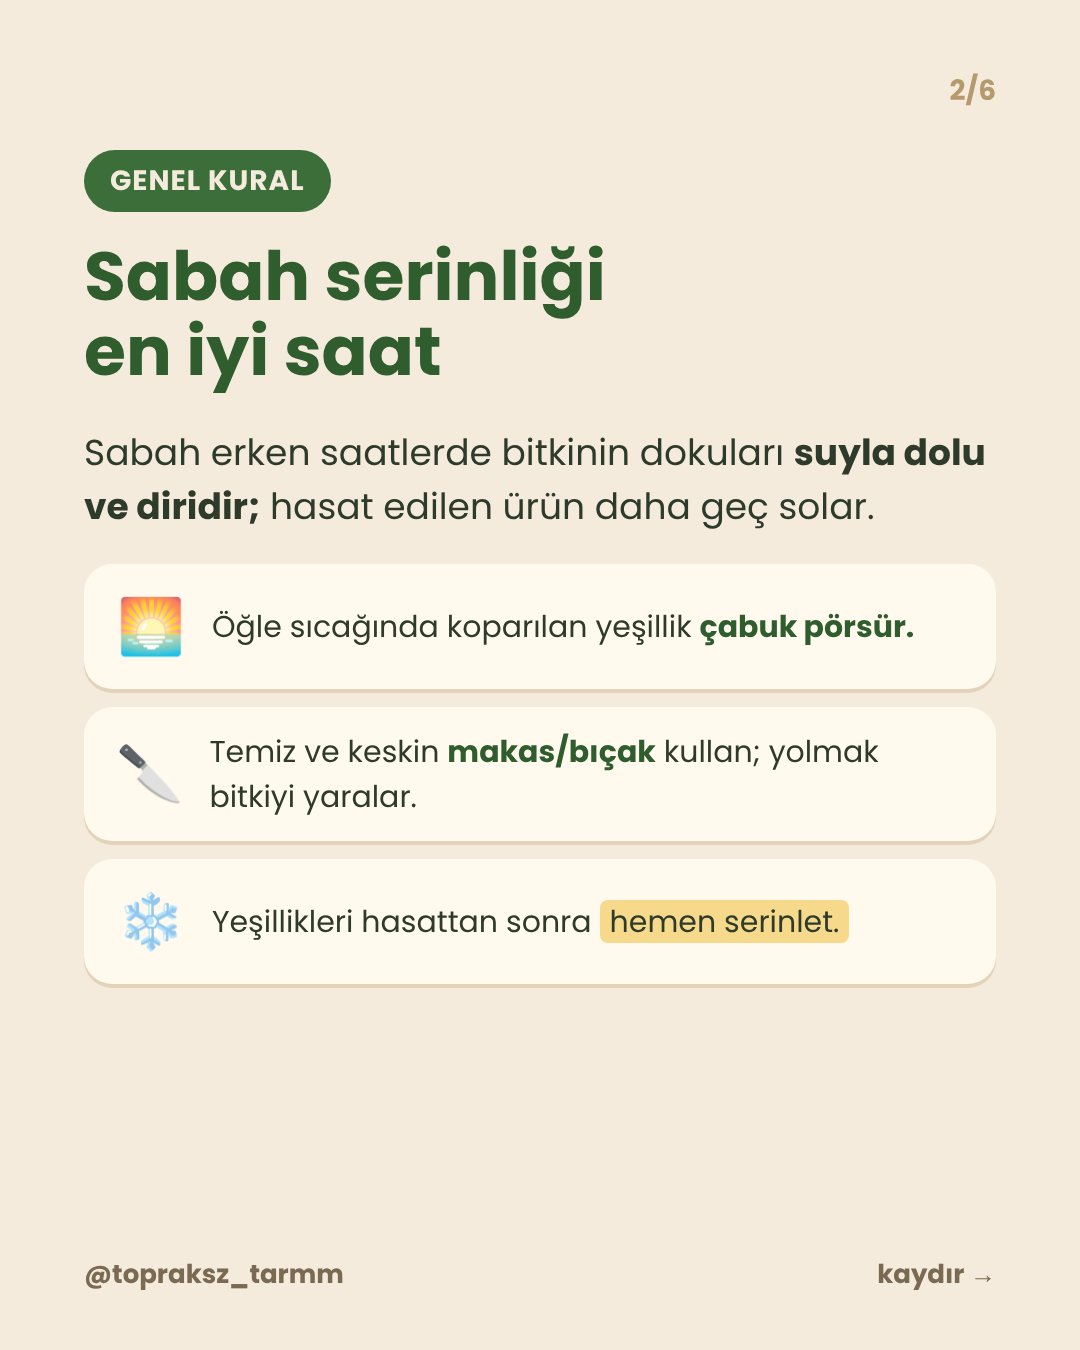 2/6
GENEL KURAL
Sabah serinliği
en iyi saat
Sabah erken saatlerde bitkinin dokuları suyla dolu
ve diridir; hasat edilen ürün daha geç solar.
Öğle sıcağında koparılan yeşillik çabuk pörsür.
Temiz ve keskin makas/bıçak kullan; yolmak
bitkiyi yaralar.
Yeşillikleri hasattan sonra hemen serinlet.
@topraksz_tarmm
kaydır →